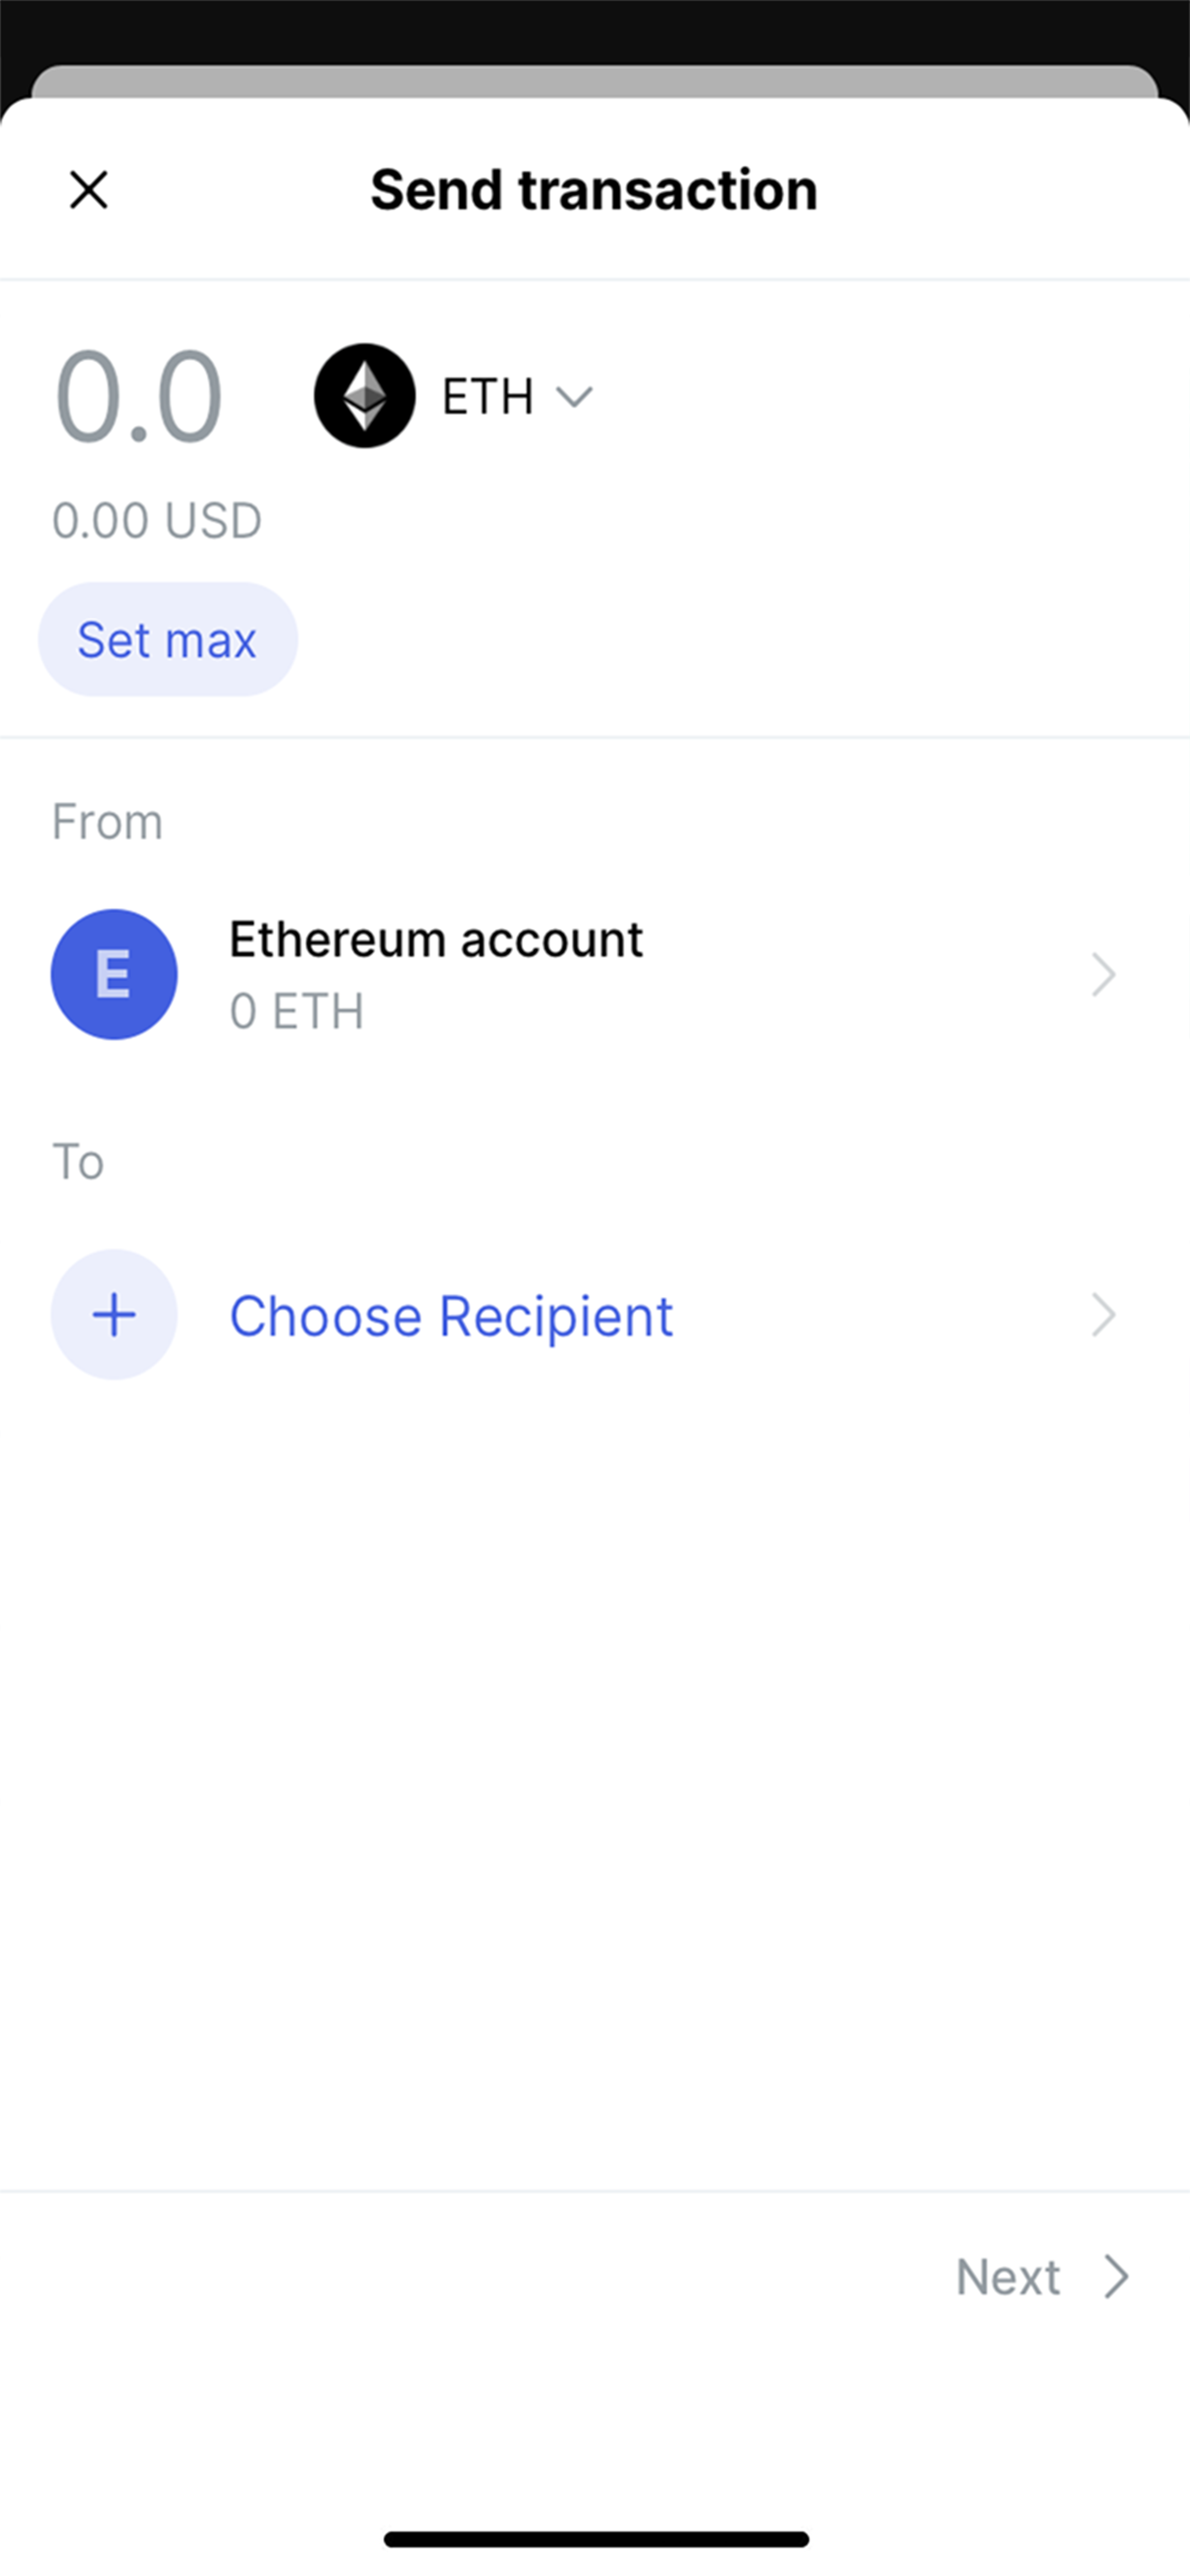 Send transaction
0.0 ETH
0.00 USD
Set max
From
E
Ethereum account
0 ETH
To
Choose Recipient
Next